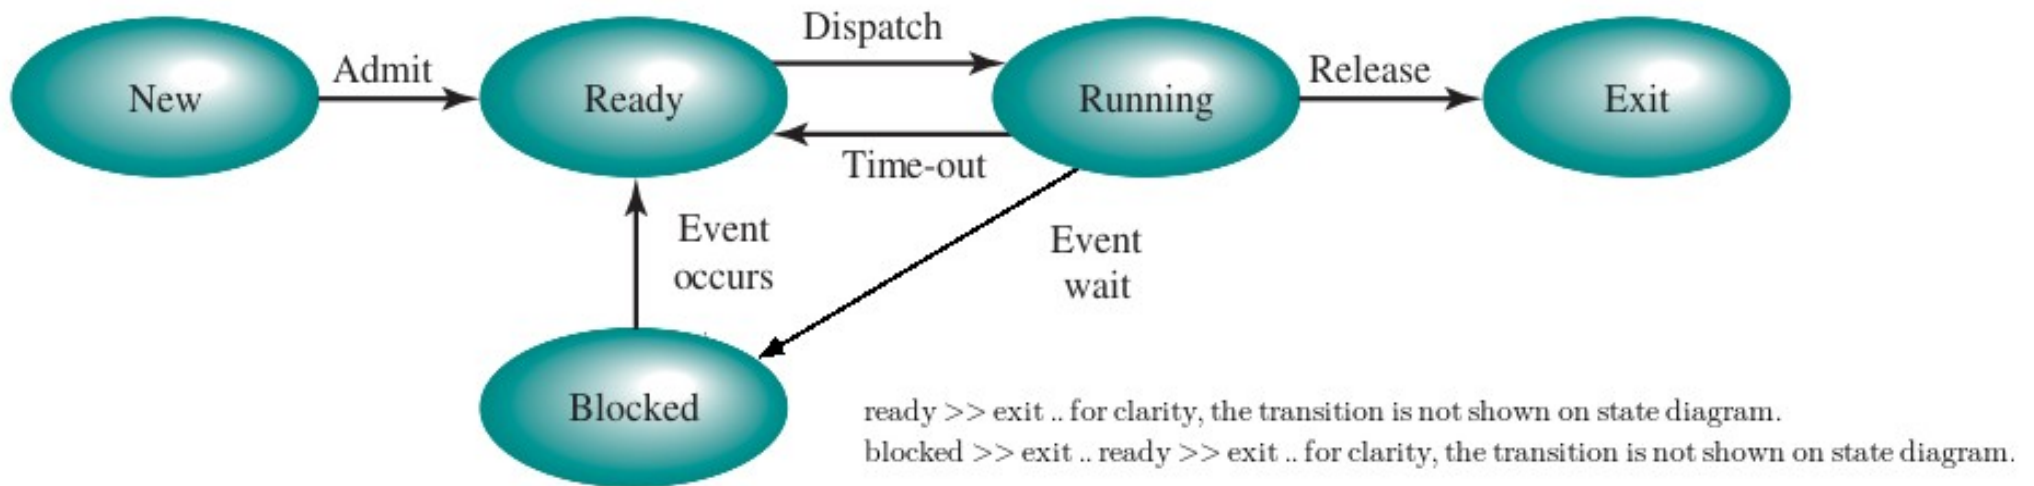 Dispatch
New
Admit
Ready
Running
Release
Exit
Time-out
Event
occurs
Event
wait
Blocked
ready >> exit .. for clarity, the transition is not shown on state diagram.
blocked >> exit .. ready >> exit .. for clarity, the transition is not shown on state diagram.